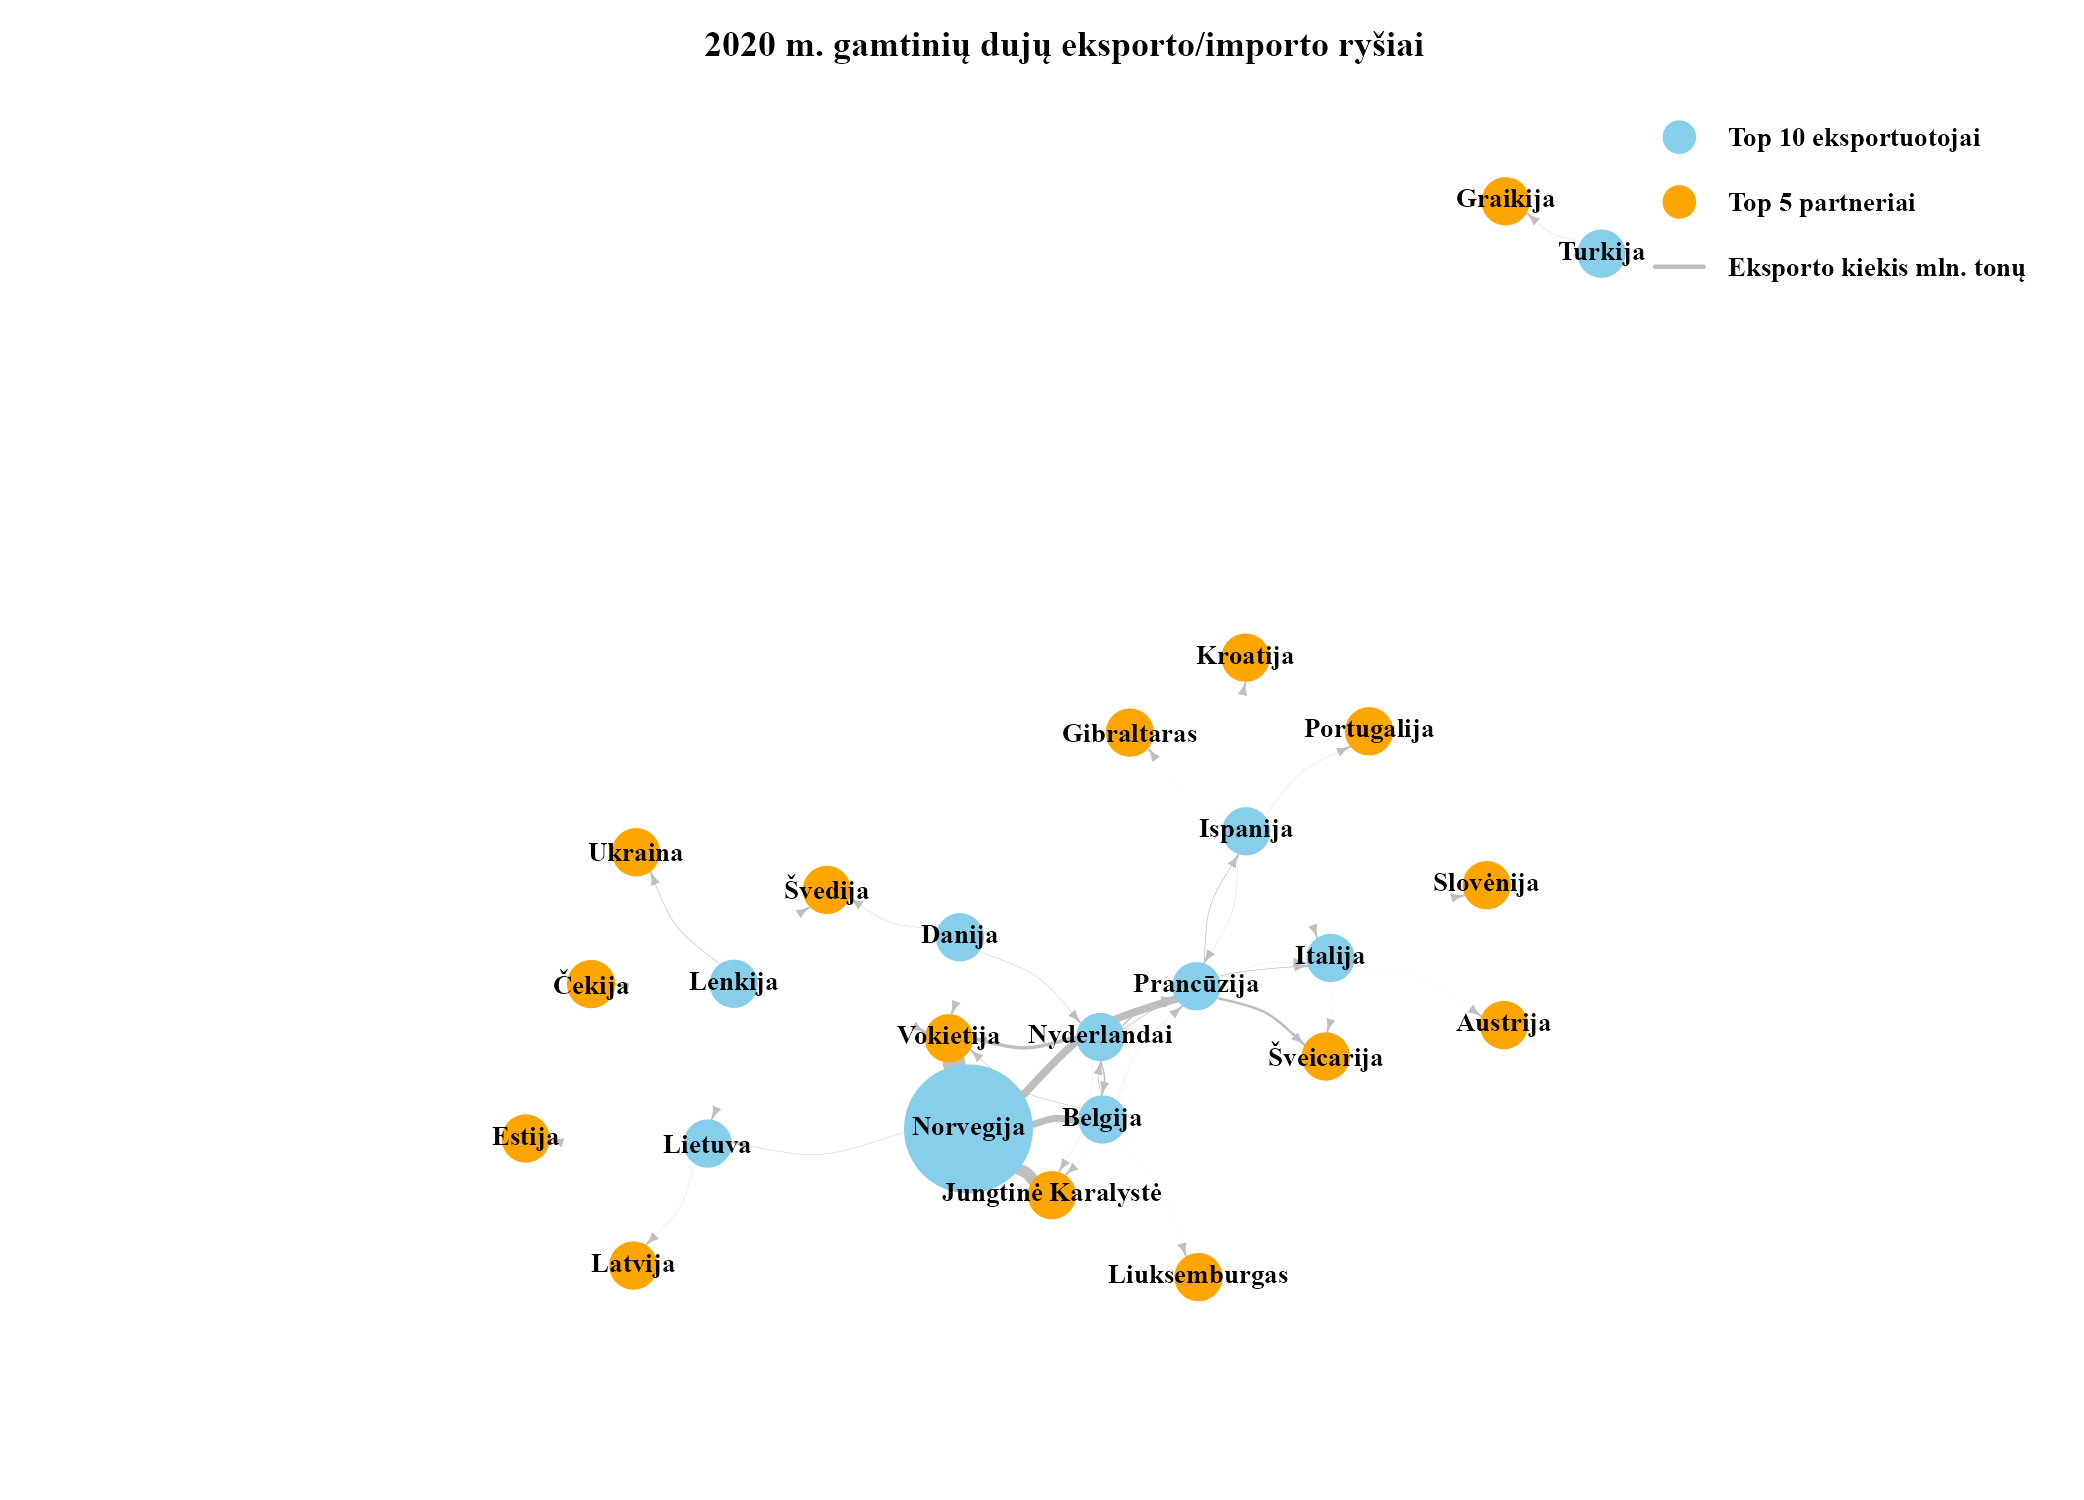 2020 m. gamtinių dujų eksporto/importo ryšiai
Top 10 eksportuotojai
Graikija
Top 5 partneriai
Turkija
Eksporto kiekis mln. tonų
Kroatija
Gibraltaras
Portugalija
Ispanija
Ukraina
Švedija
Slovėnija
Danija
Italija
Čekija
Lenkija
Prancūzija
Vokietija
Nyderlandai
Austrija
Šveicarija
Norvegija
Belgija
Estija
Lietuva
Jungtinė Karalystė
Latvija
Liuksemburgas